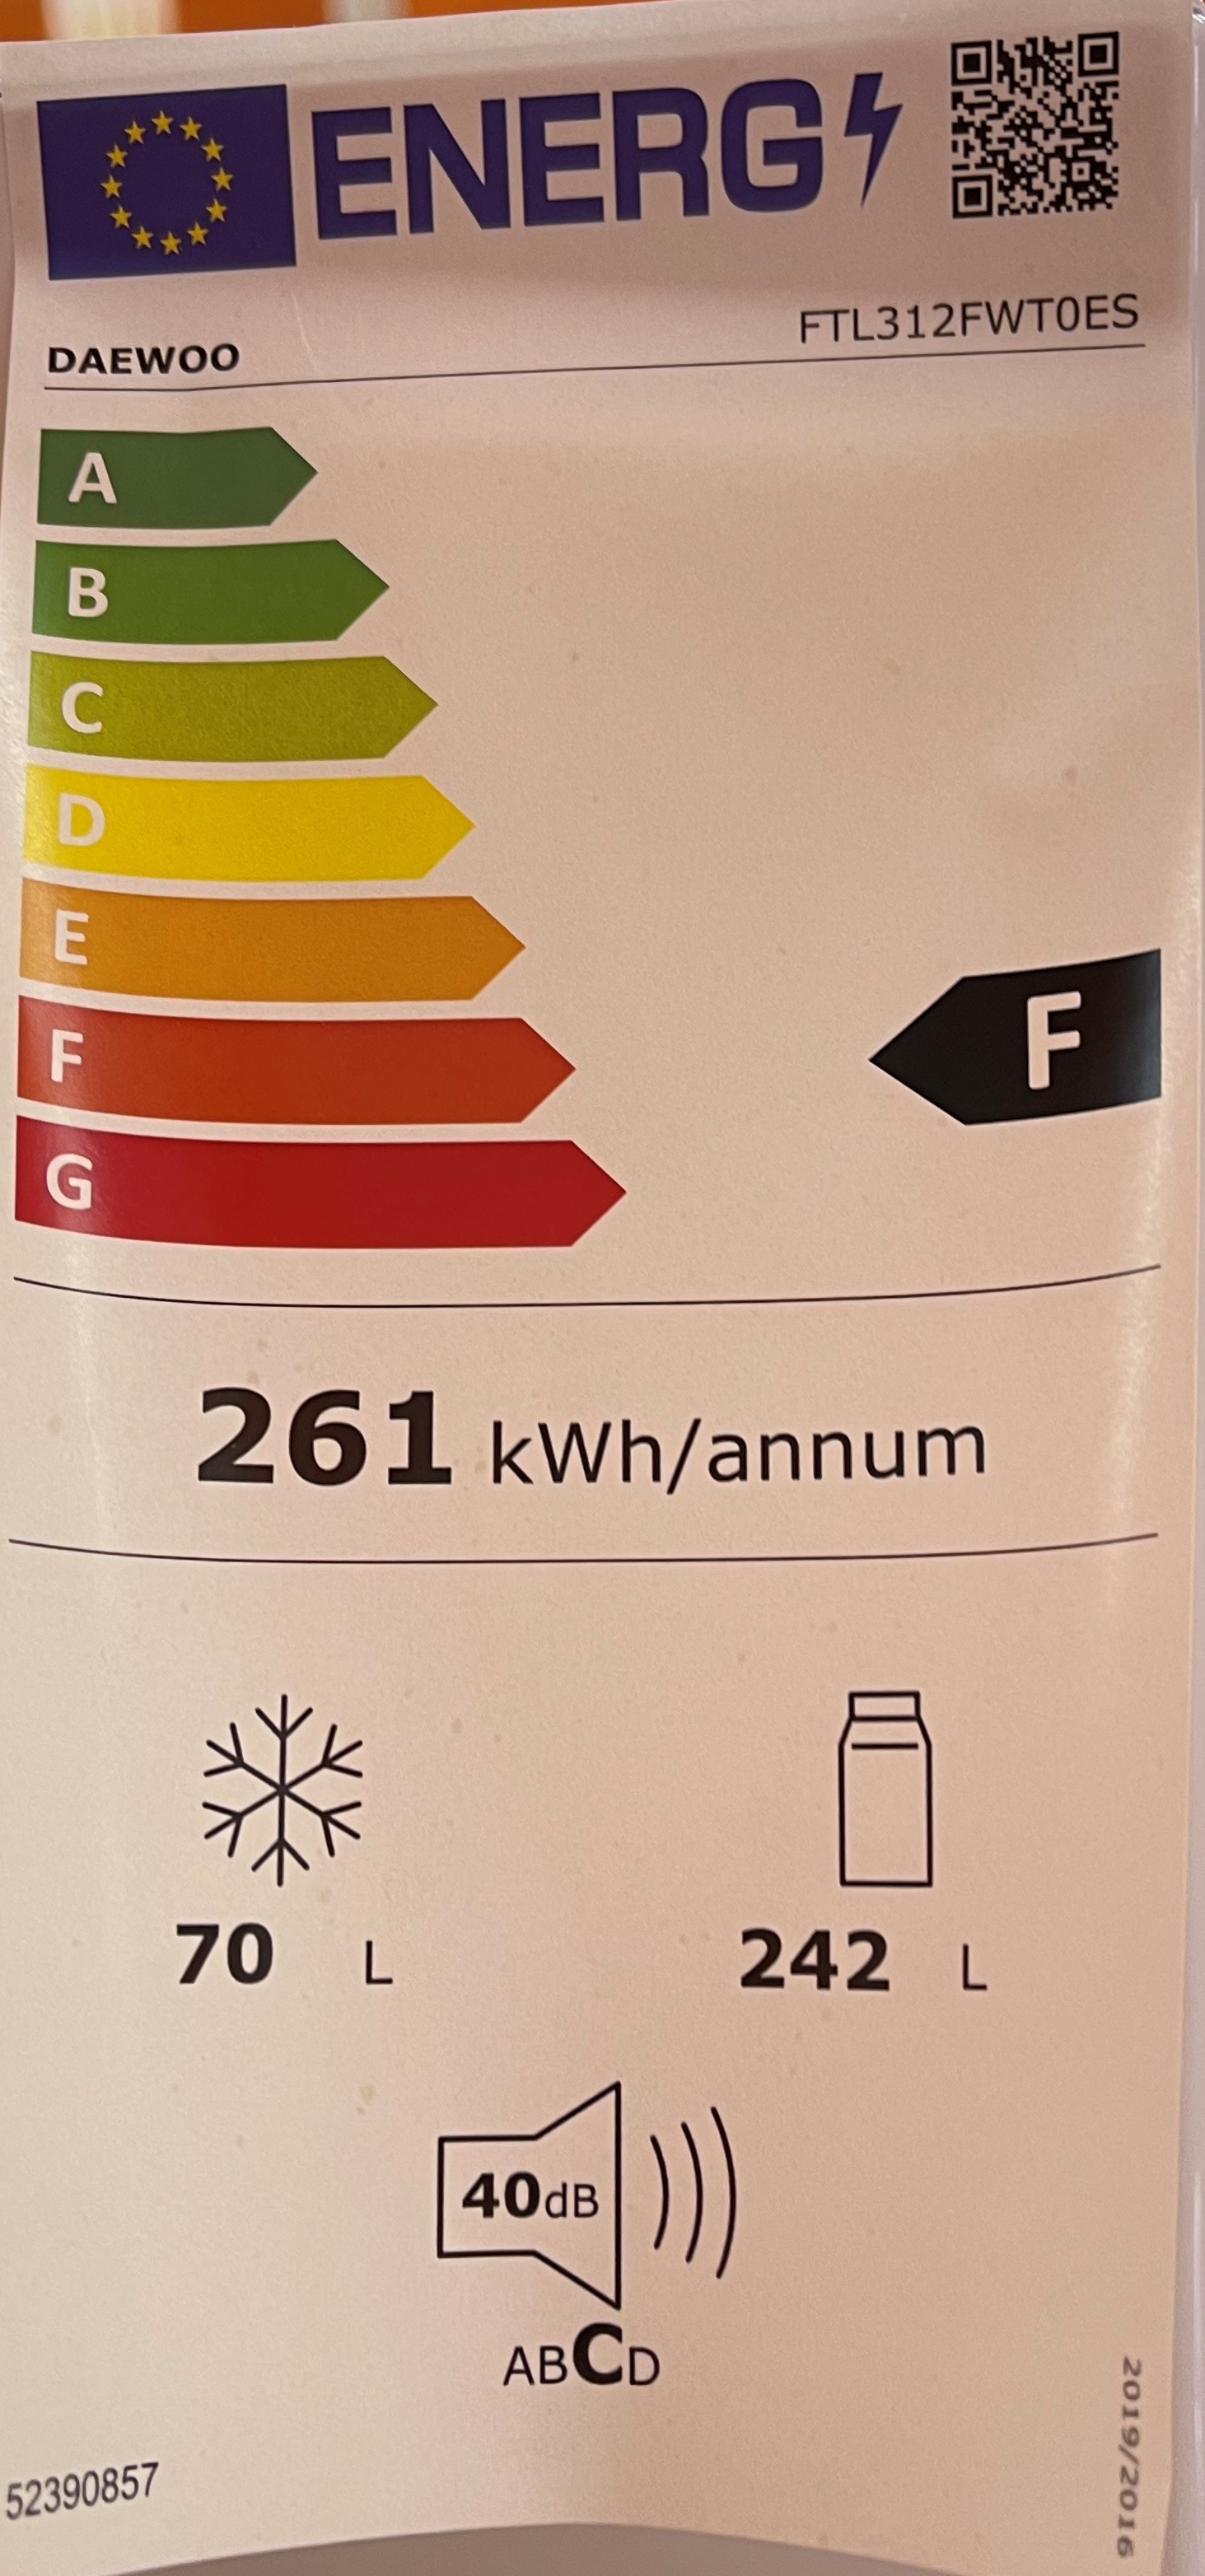 ENERG
FTL312FWT0ES
DAEWOO
A
B
C
D
E
F
F
G
261 kWh/annum
70 L
242 L
40dB
ABCD
2019/2016
52390857